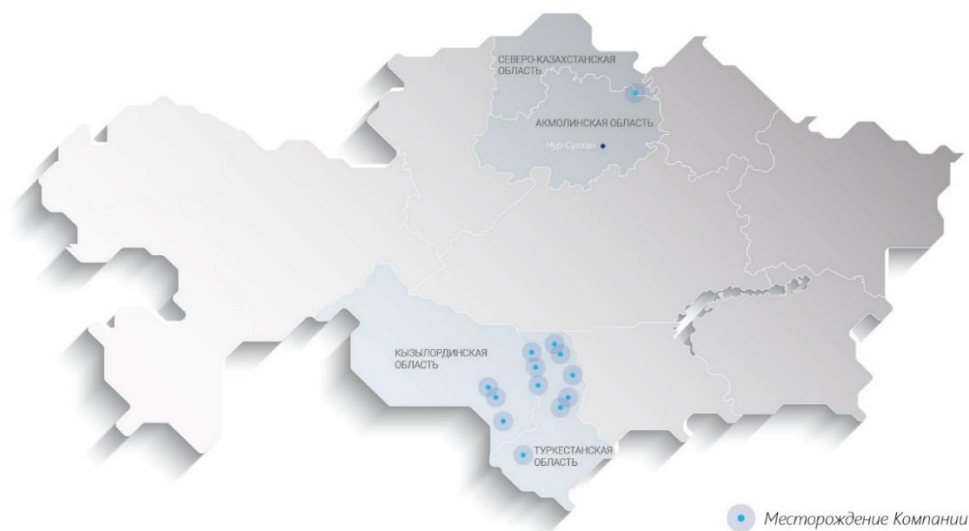 СЕВЕРО-КАЗАХСТАНСКАЯ
ОБЛАСТЬ
АКМОЛИНСКАЯ ОБЛАСТЬ
Нур-Султан
КЫЗЫЛОРДИНСКАЯ
ОБЛАСТЬ
ТУРКЕСТАНСКАЯ
ОБЛАСТЬ
Месторождение Компании